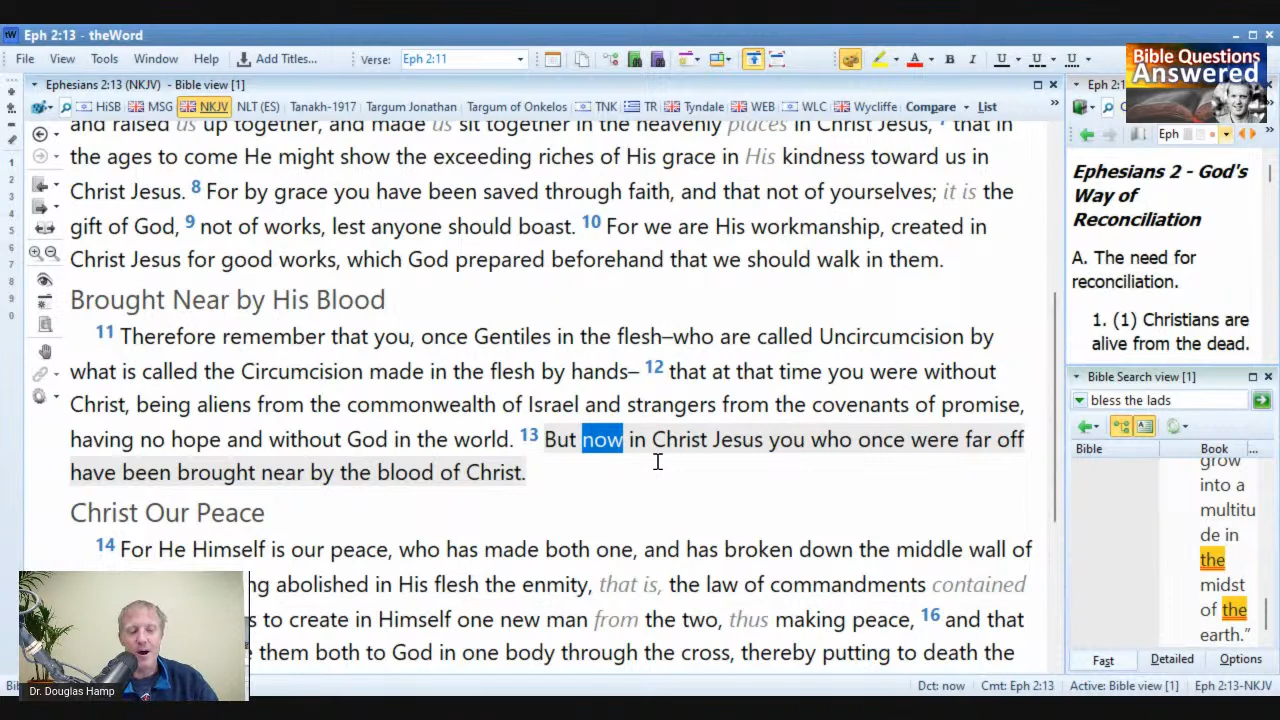 Eph 2:13 - theWord
File View Tools Window Help Add Titles... Verse: Eph 2:11
Bible Questions
Answered
Ephesians 2:13 (NKJV) - Bible view [1]
HiSB MSG NKJV NLT (ES) Tanakh-1917 Targum Jonathan Targum of Onkelos TNK TR Tyndale WEB WLC Wycliffe Compare List
and raised us up together, and made us sit together in the heavenly places in Christ Jesus, 7 that in
the ages to come He might show the exceeding riches of His grace in His kindness toward us in
Christ Jesus. 8 For by grace you have been saved through faith, and that not of yourselves; it is the
gift of God, 9 not of works, lest anyone should boast. 10 For we are His workmanship, created in
Christ Jesus for good works, which God prepared beforehand that we should walk in them.
Brought Near by His Blood
11 Therefore remember that you, once Gentiles in the flesh–who are called Uncircumcision by
what is called the Circumcision made in the flesh by hands– 12 that at that time you were without
Christ, being aliens from the commonwealth of Israel and strangers from the covenants of promise,
having no hope and without God in the world. 13 But now in Christ Jesus you who once were far off
have been brought near by the blood of Christ.
Christ Our Peace
14 For He Himself is our peace, who has made both one, and has broken down the middle wall of
ng abolished in His flesh the enmity, that is, the law of commandments contained
s to create in Himself one new man from the two, thus making peace, 16 and that
e them both to God in one body through the cross, thereby putting to death the
1
2
3
4
5
6
7
8
9
0
Eph 2:1
Eph
Ephesians 2 - God's
Way of
Reconciliation
A. The need for
reconciliation.
1. (1) Christians are
alive from the dead.
Bible Search view [1]
bless the lads
Bible Book ...
grow
into a
multitu
de in
the
midst
of the
earth."
Fast Detailed Options
Dr. Douglas Hamp
Bi Dct: now Cmt: Eph 2:13 Active: Bible view [1] Eph 2:13-NKJV